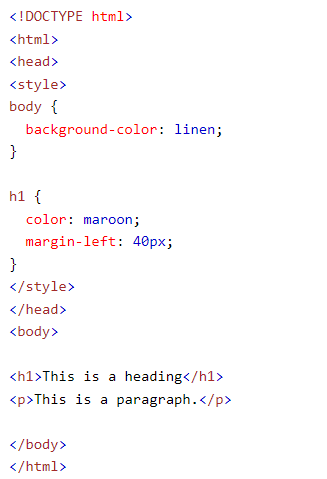 <!DOCTYPE html>
<html>
<head>
<style>
body {
  background-color: linen;
}

h1 {
  color: maroon;
  margin-left: 40px;
}
</style>
</head>
<body>

<h1>This is a heading</h1>
<p>This is a paragraph.</p>

</body>
</html>